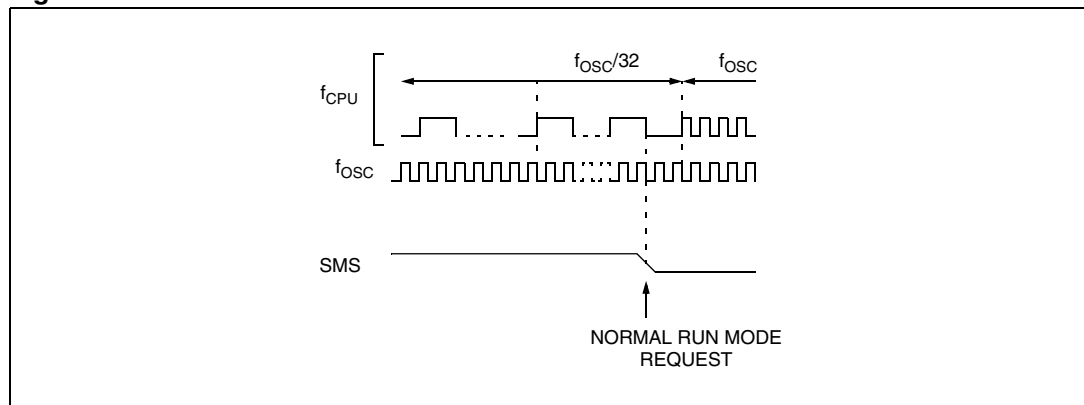 fOSC/32
fOSC
fCPU
fOSC
SMS
NORMAL RUN MODE
REQUEST